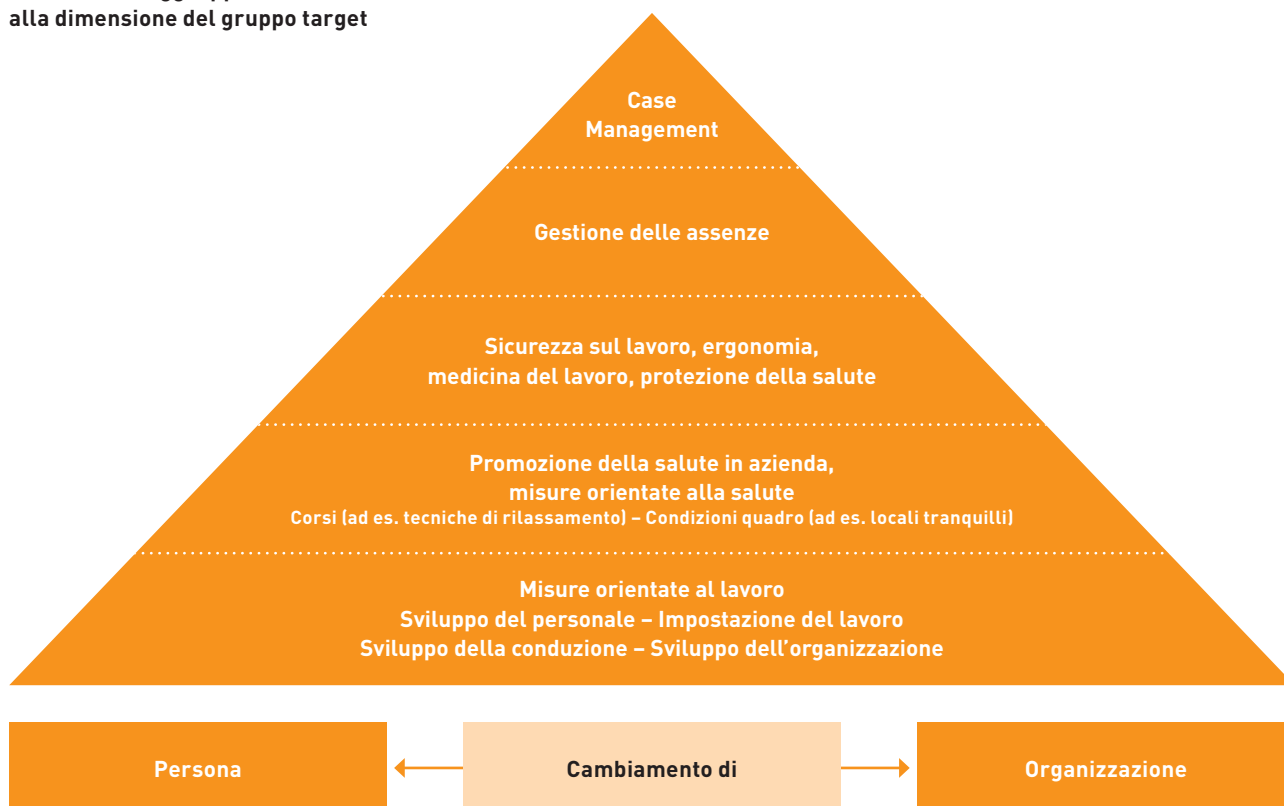 alla dimensione del gruppo target
Case
Management
Gestione delle assenze
Sicurezza sul lavoro, ergonomia,
medicina del lavoro, protezione della salute
Promozione della salute in azienda,
misure orientate alla salute
Corsi (ad es. tecniche di rilassamento) – Condizioni quadro (ad es. locali tranquilli)
Misure orientate al lavoro
Sviluppo del personale – Impostazione del lavoro
Sviluppo della conduzione – Sviluppo dell’organizzazione
Persona
Cambiamento di
Organizzazione